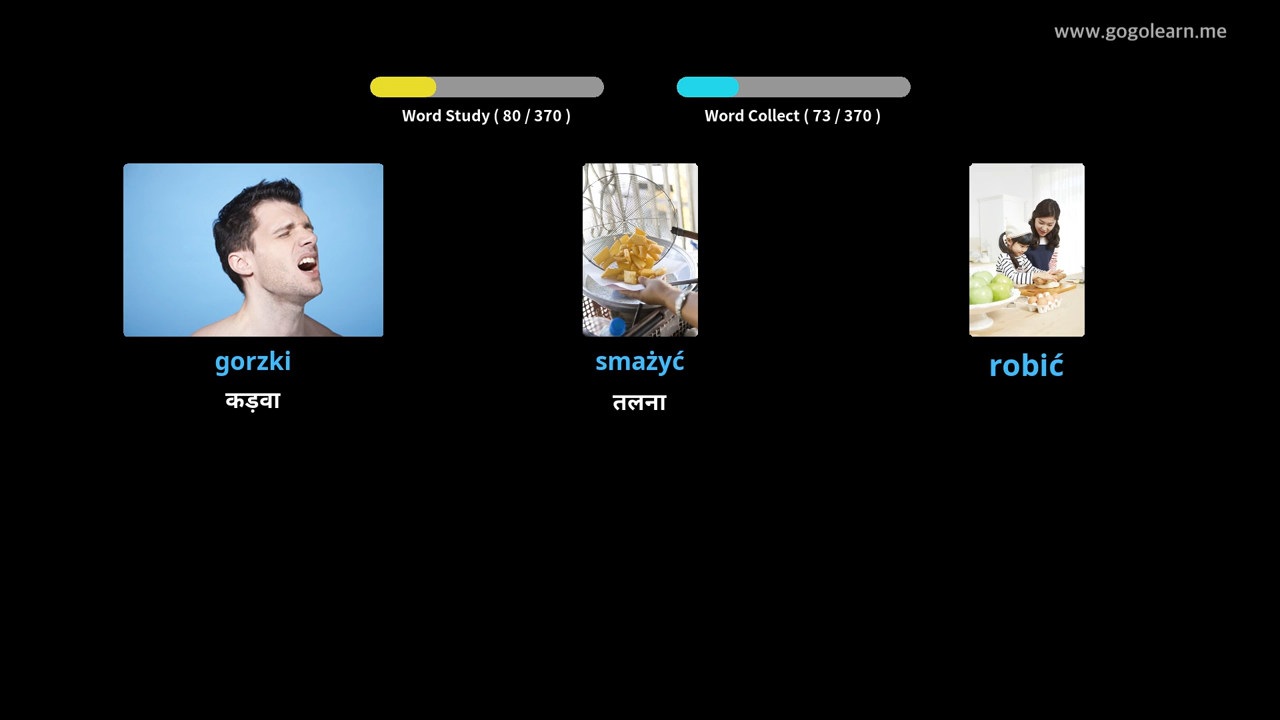 www.gogolearn.me
Word Study ( 80 / 370 )
Word Collect ( 73 / 370 )
gorzki
smażyć
robić
कड़वा
तलना